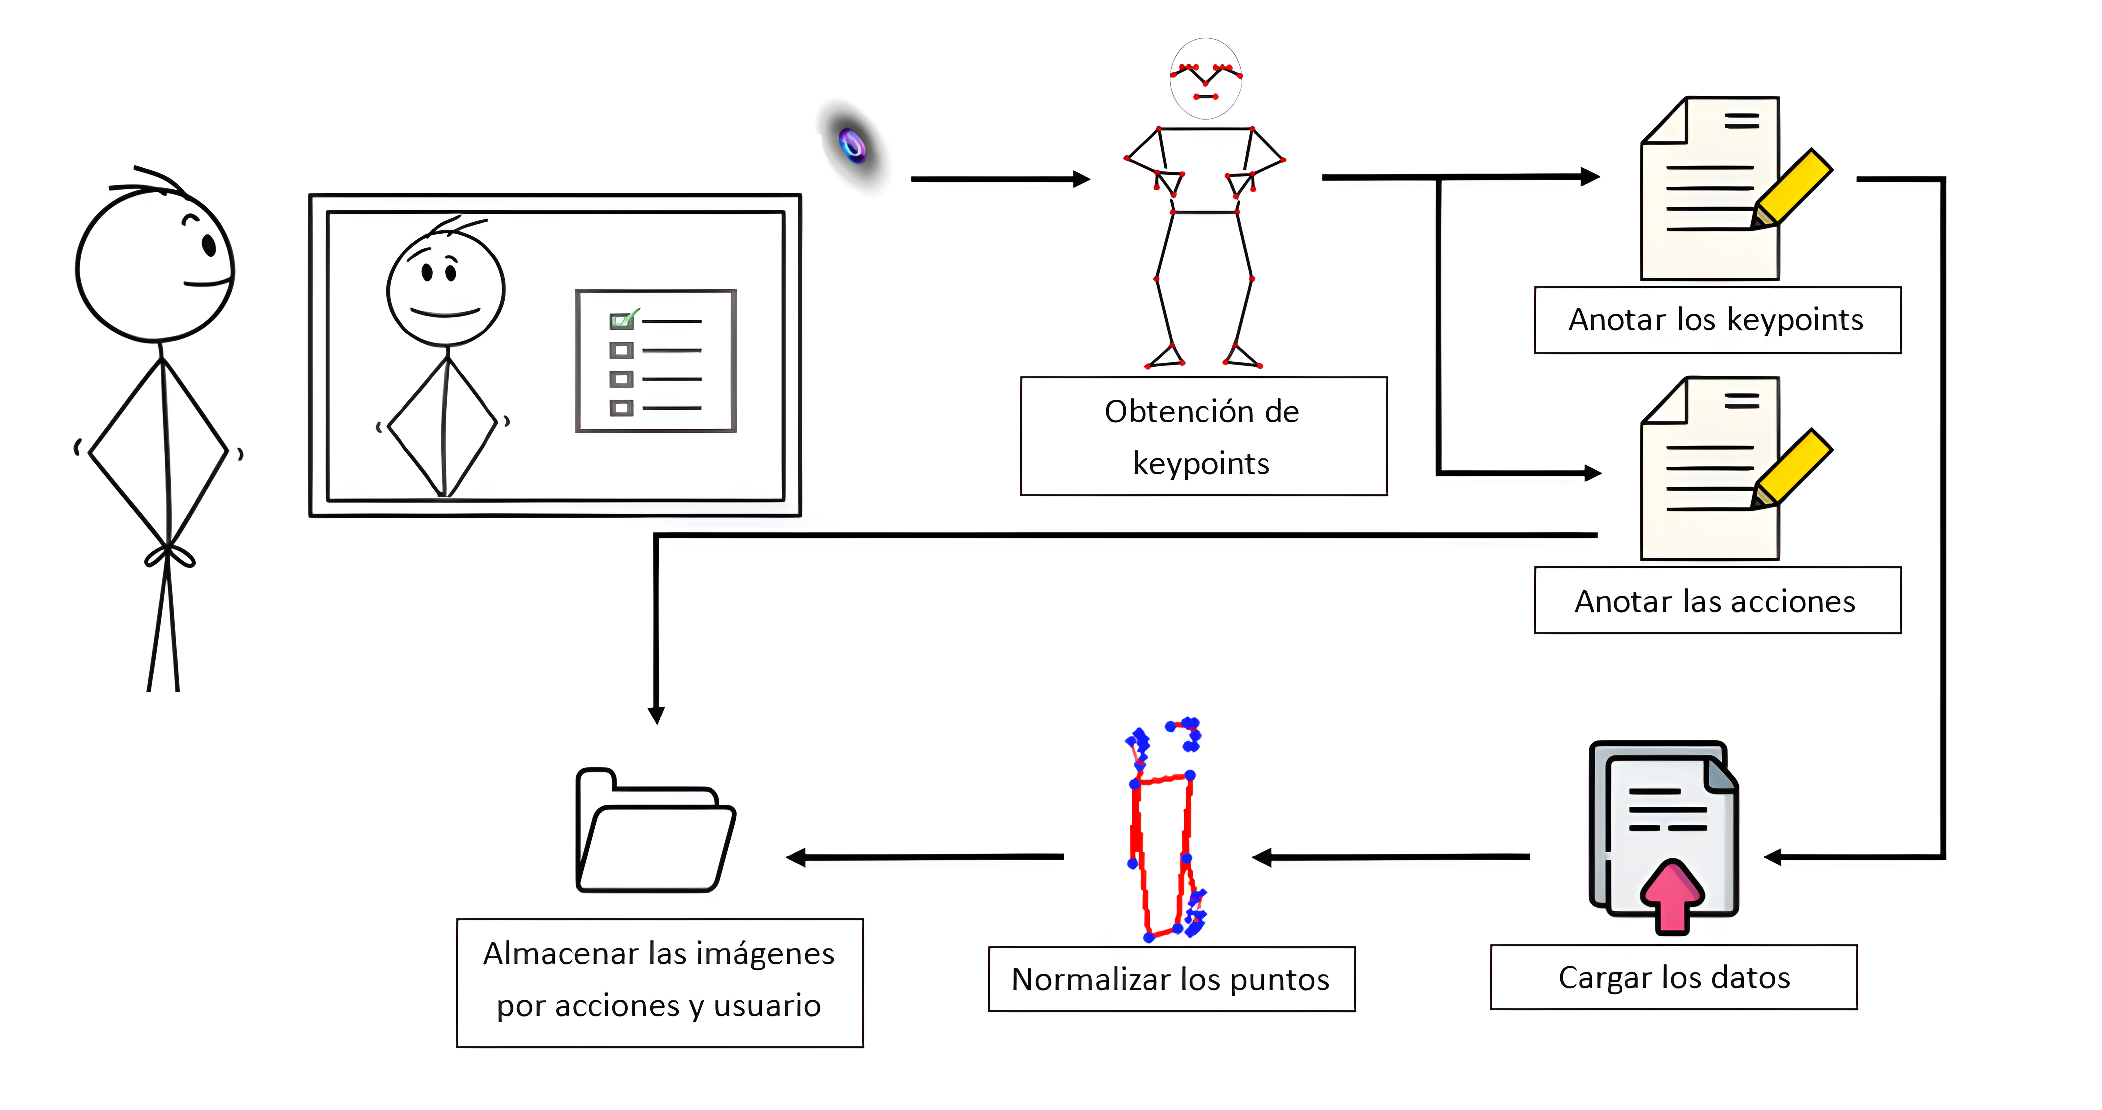 Obtención de
keypoints
Anotar los keypoints
Anotar las acciones
Almacenar las imágenes
por acciones y usuario
Normalizar los puntos
Cargar los datos